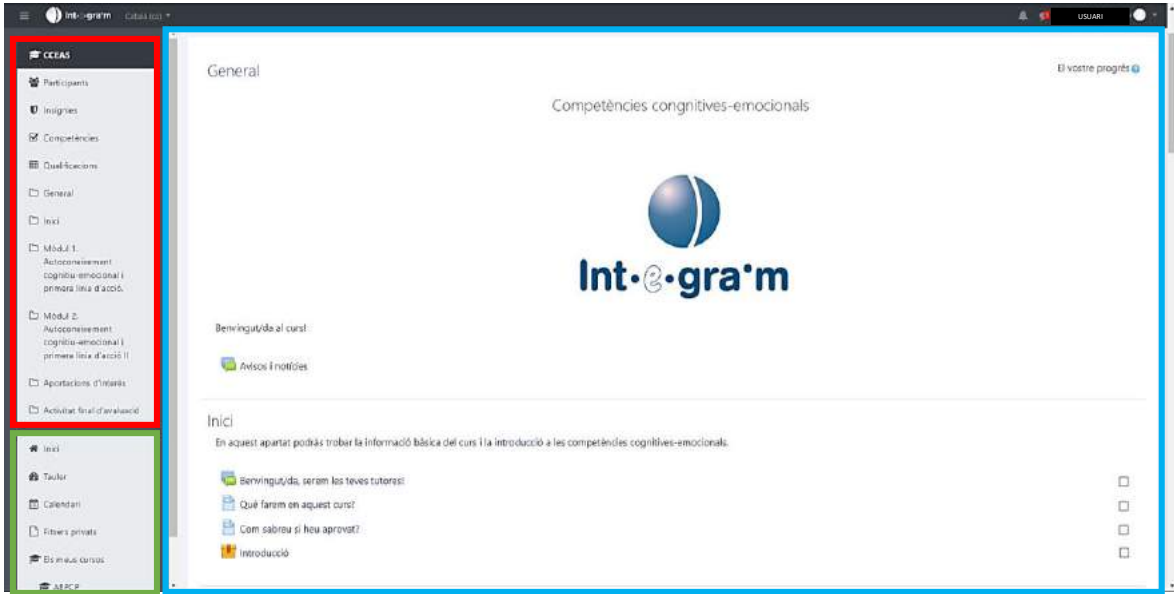 Int·e·gra·m Català (ca)
USUARI
CCEAS
Participants
Insígnies
Competències
Qualificacions
General
Inici
Mòdul 1.
Autoconeixement
cognitiu-emocional i
primera línia d'acció.
Mòdul 2.
Autoconeixement
cognitiu-emocional i
primera línia d'acció II
Aportacions d'interès
Activitat final d'avaluació
Inici
Tauler
Calendari
Fitxers privats
Els meus cursos
AEPCP
General
El vostre progrés
Competències congnitives-emocionals
Int·e·gra·m
Benvingut/da al curs!
Avisos i notícies
Inici
En aquest apartat podràs trobar la informació bàsica del curs i la introducció a les competències cognitives-emocionals.
Benvingut/da, serem les teves tutores!
Què farem en aquest curs?
Com sabreu si heu aprovat?
Introducció